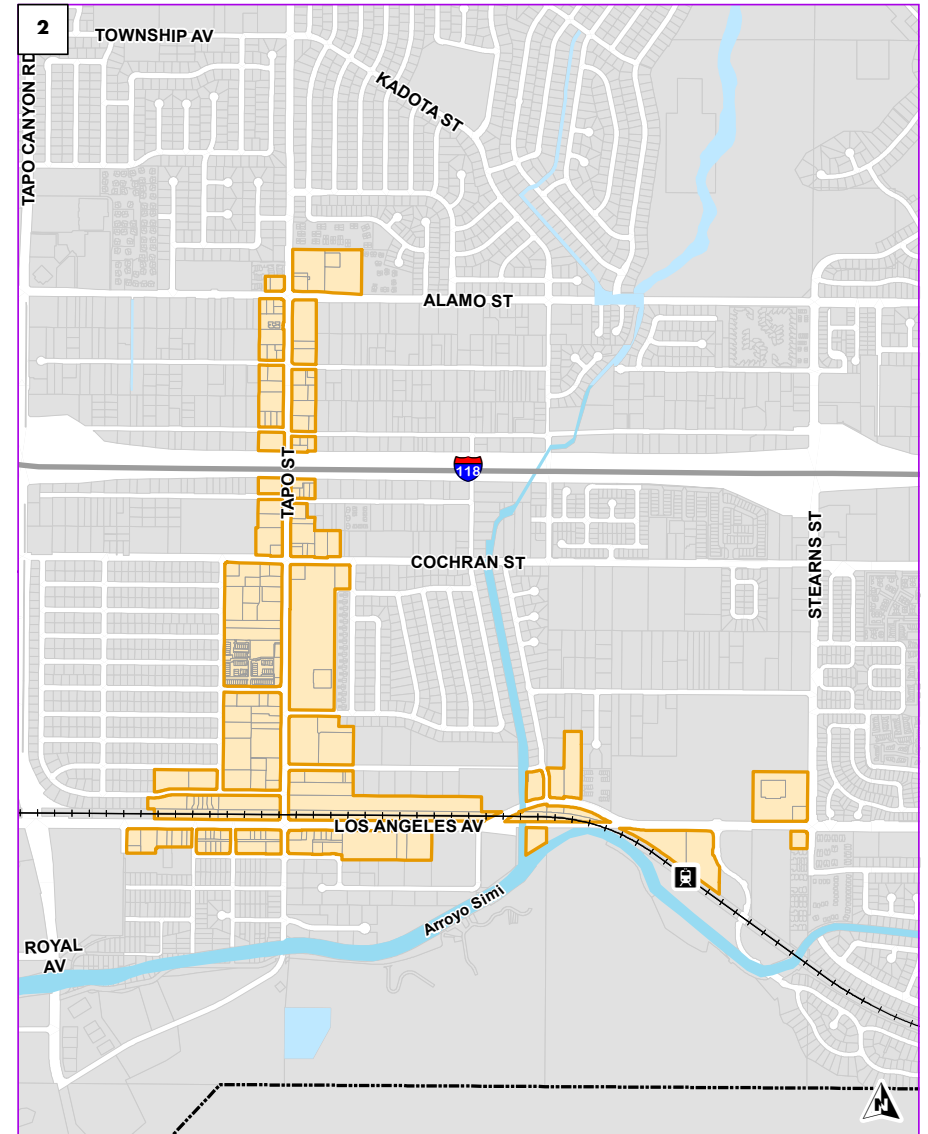 2
TOWNSHIP AV
TAPO CANYON RD
KADOTA ST
ALAMO ST
TAPO ST
118
COCHRAN ST
STEARNS ST
LOS ANGELES AV
Arroyo Simi
ROYAL
AV
N